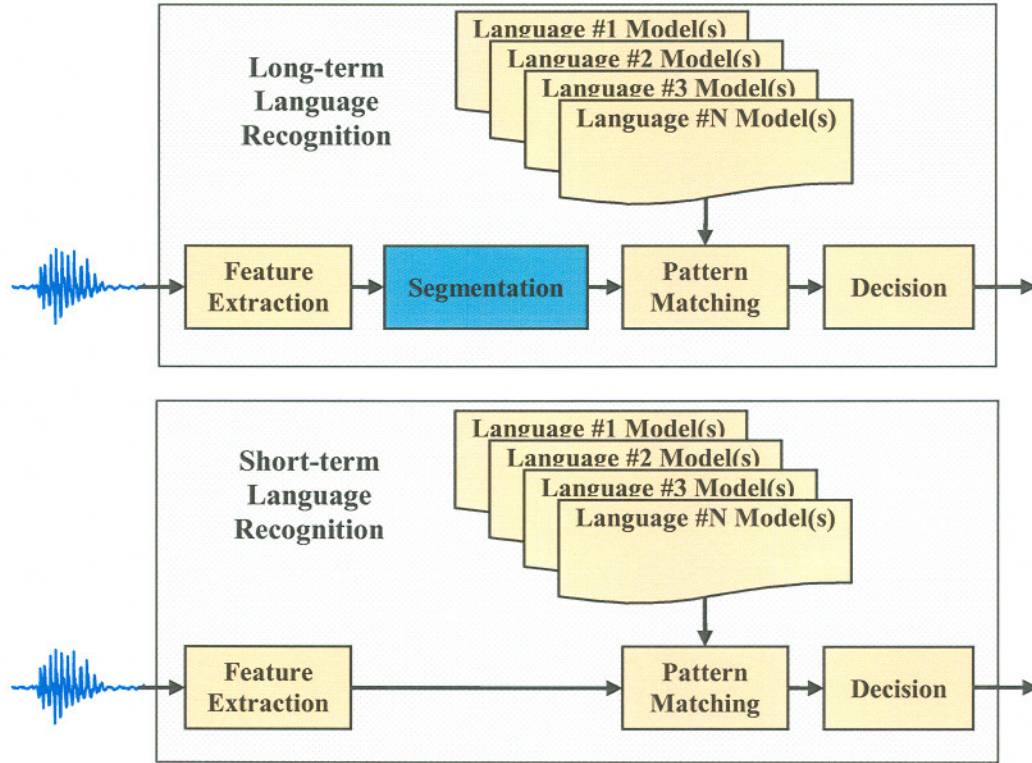 Long-term
Language
Recognition
Language #1 Model(s)
Language #2 Model(s)
Language #3 Model(s)
Language #N Model(s)
Feature
Extraction
Segmentation
Pattern
Matching
Decision
Short-term
Language
Recognition
Language #1 Model(s)
Language #2 Model(s)
Language #3 Model(s)
Language #N Model(s)
Feature
Extraction
Pattern
Matching
Decision